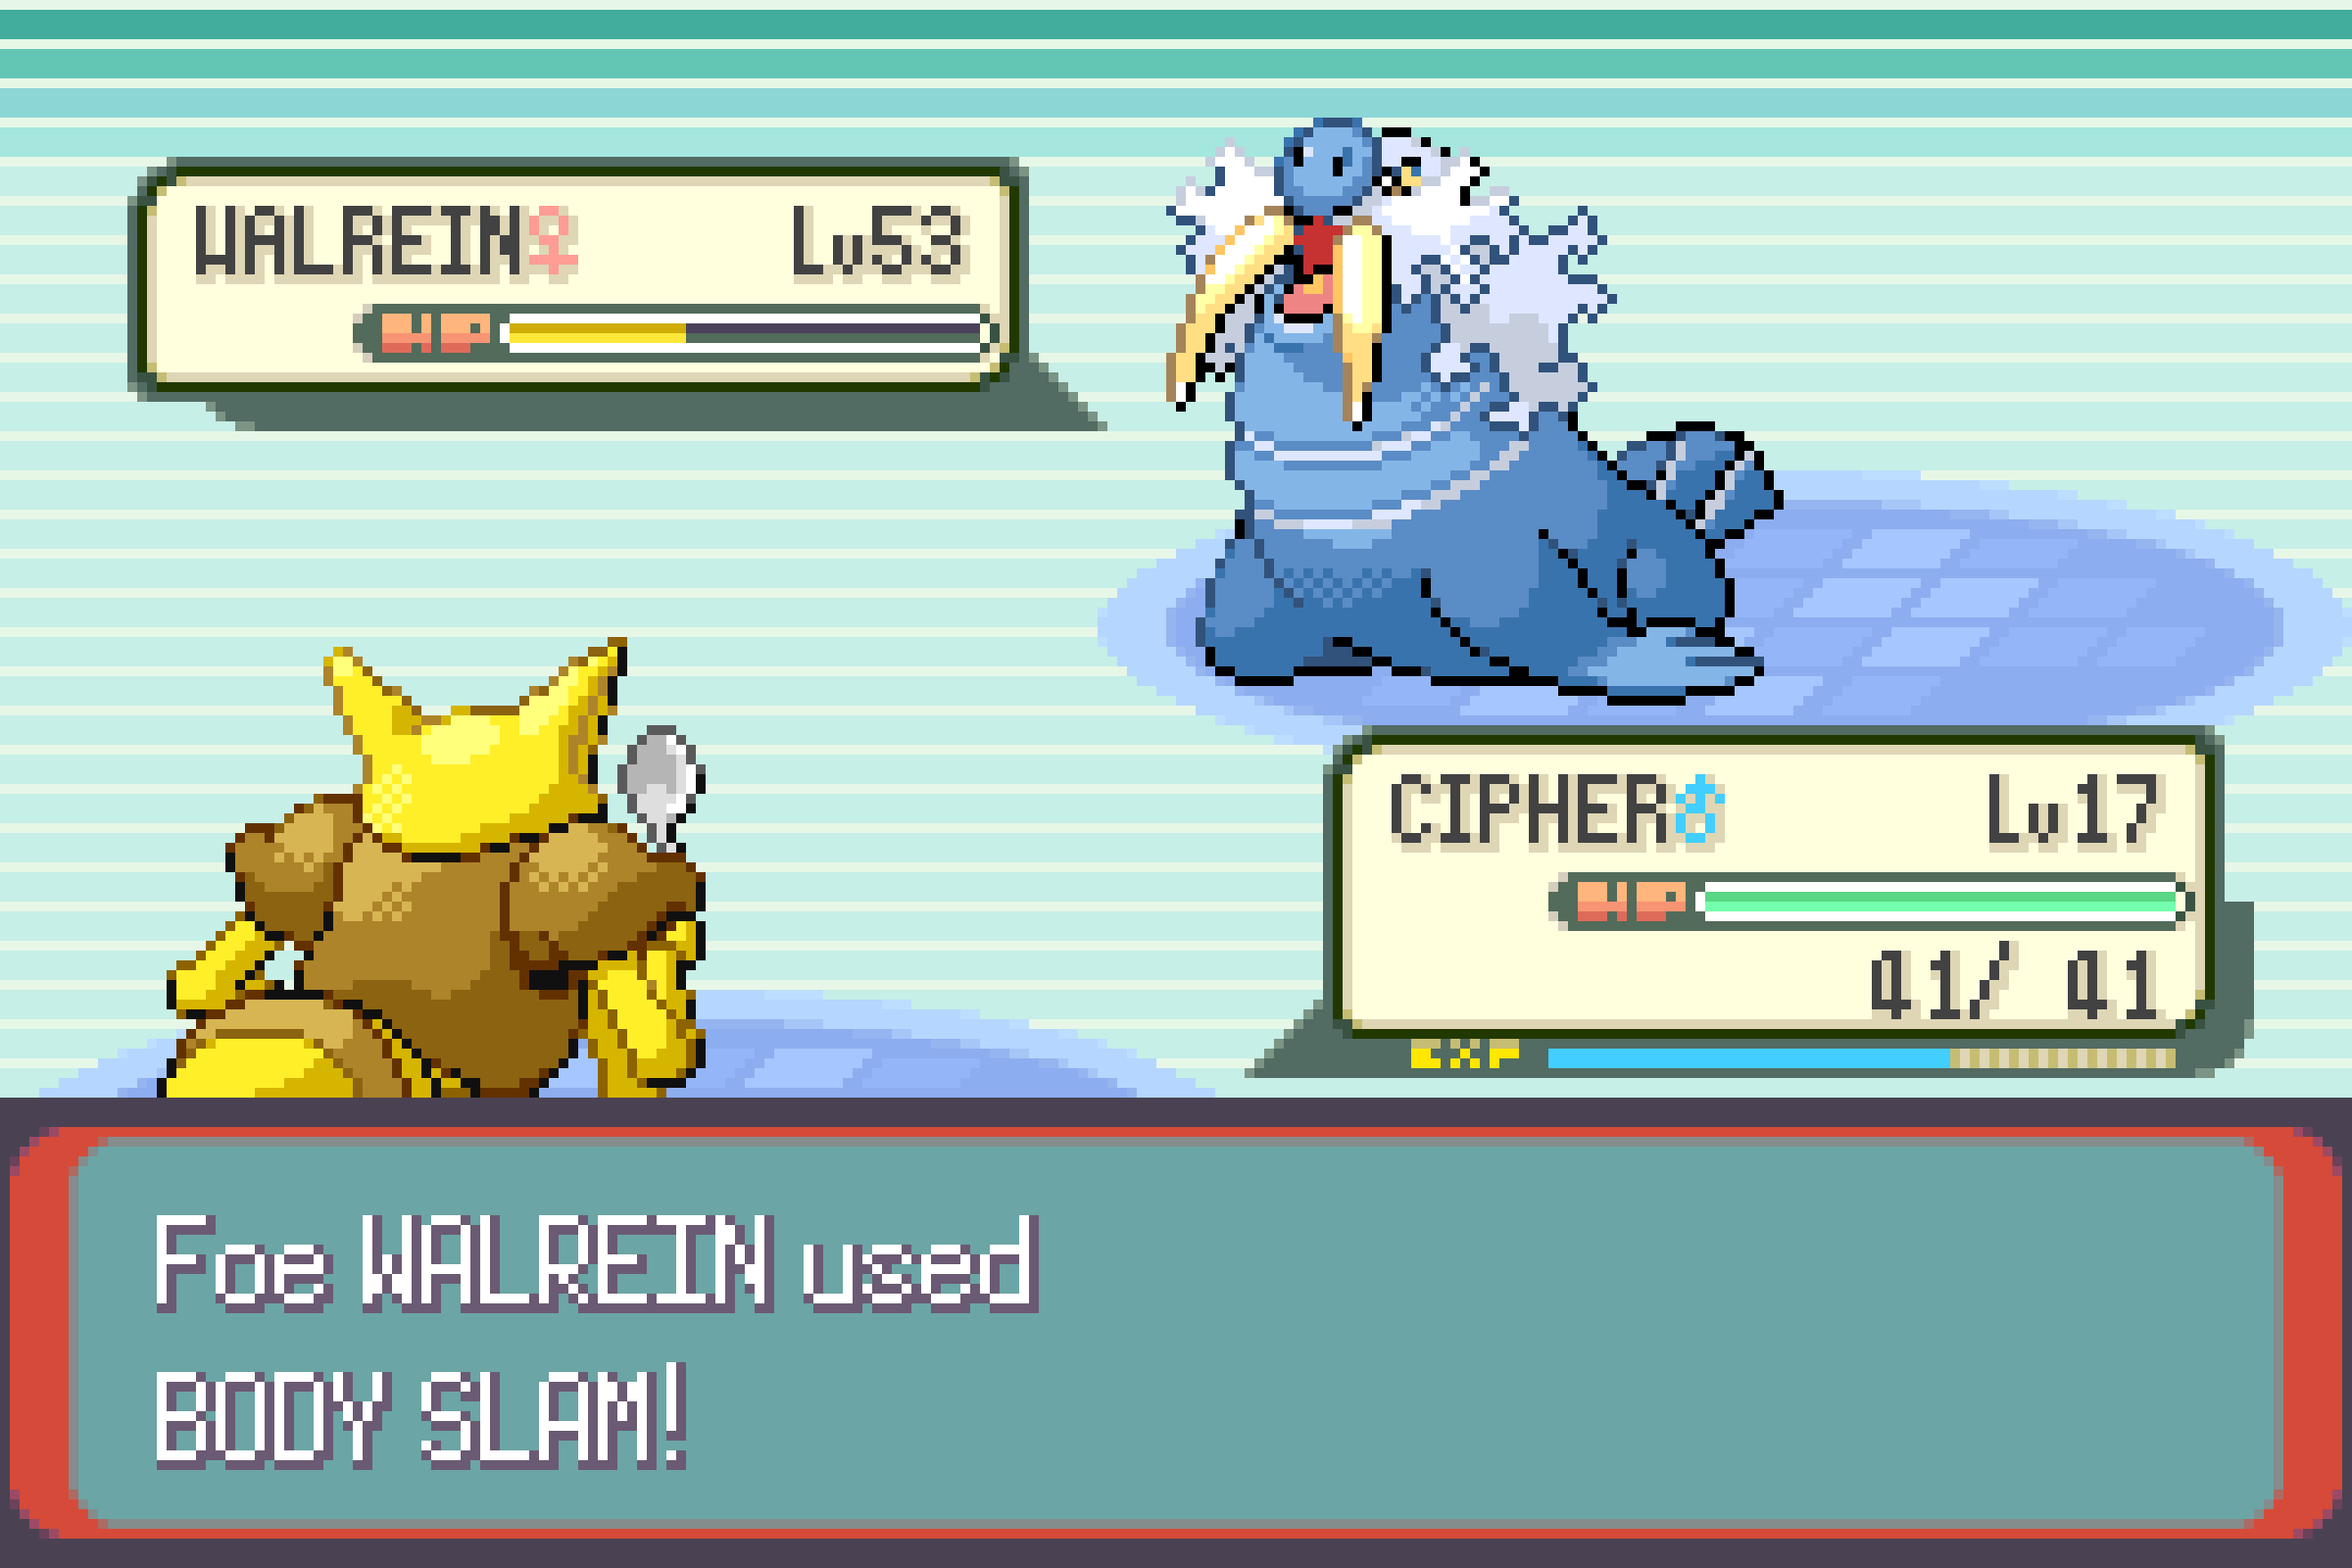 WALREIN♀ Lv53
HP
CIPHER♂ Lv17
HP
41/ 41
EXP
Foe WALREIN used
BODY SLAM!